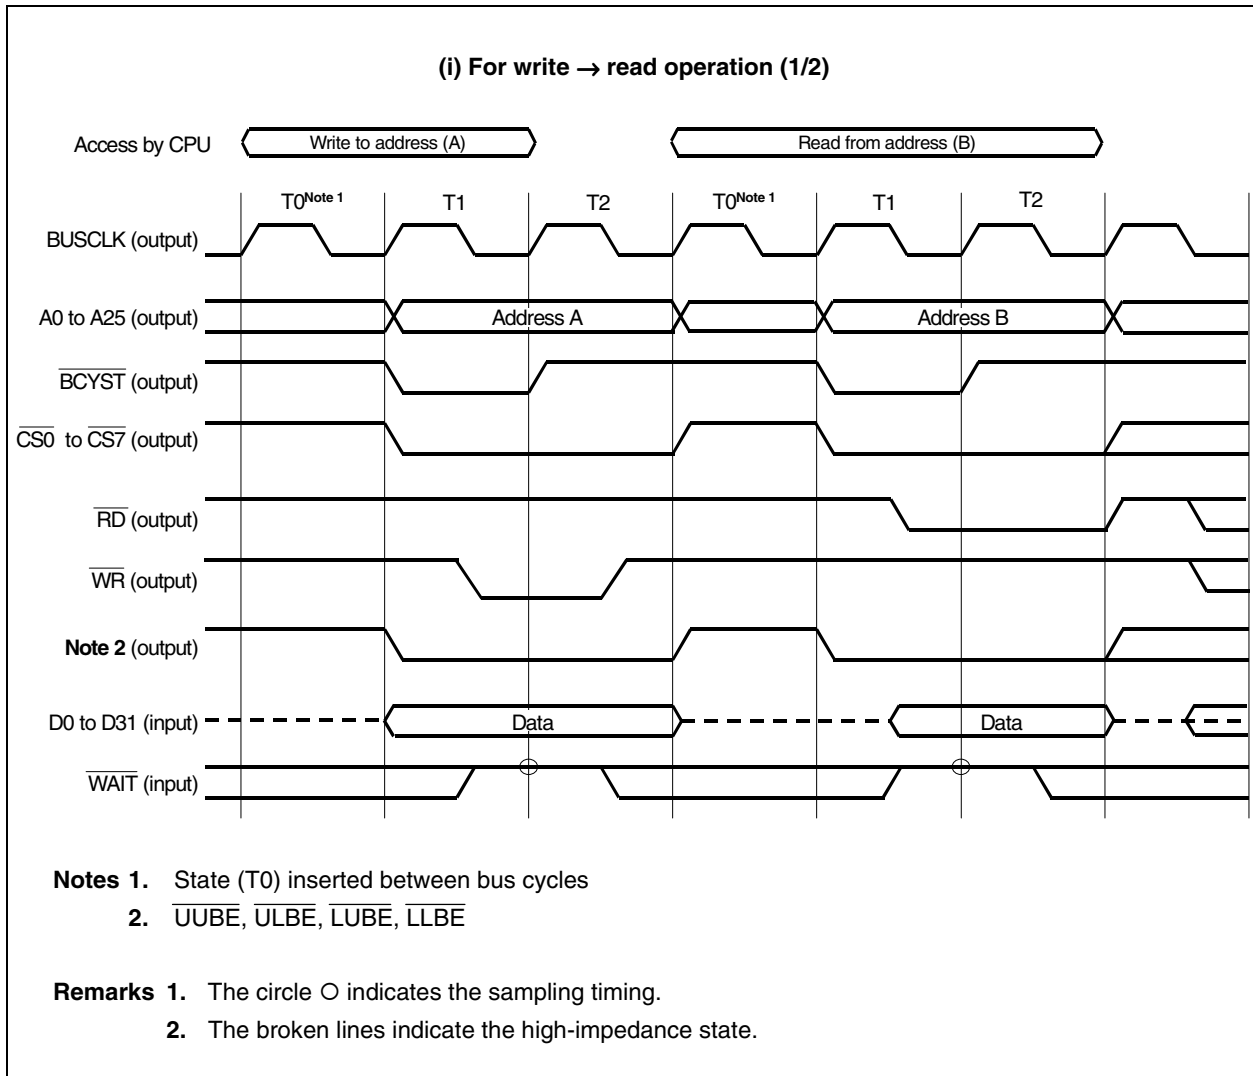 (i) For write → read operation (1/2)
Access by CPU
Write to address (A)
Read from address (B)
T0Note 1
T1
T2
T0Note 1
T1
T2
BUSCLK (output)
A0 to A25 (output)
Address A
Address B
BCYST (output)
CS0 to CS7 (output)
RD (output)
WR (output)
Note 2 (output)
D0 to D31 (input)
Data
Data
WAIT (input)
Notes 1. State (T0) inserted between bus cycles
2. UUBE, ULBE, LUBE, LLBE
Remarks 1. The circle O indicates the sampling timing.
2. The broken lines indicate the high-impedance state.